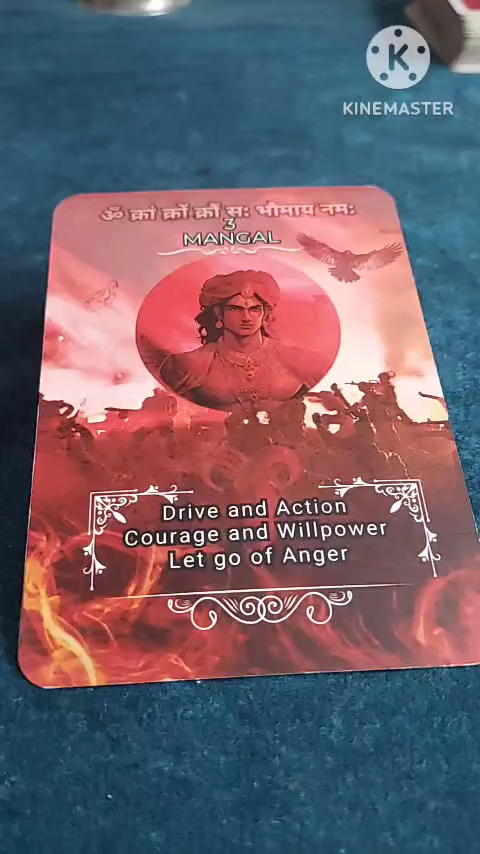 K
KINEMASTER
ॐ क्रां क्रीं क्रौं सः भौमाय नमः
3
MANGAL
Drive and Action
Courage and Willpower
Let go of Anger